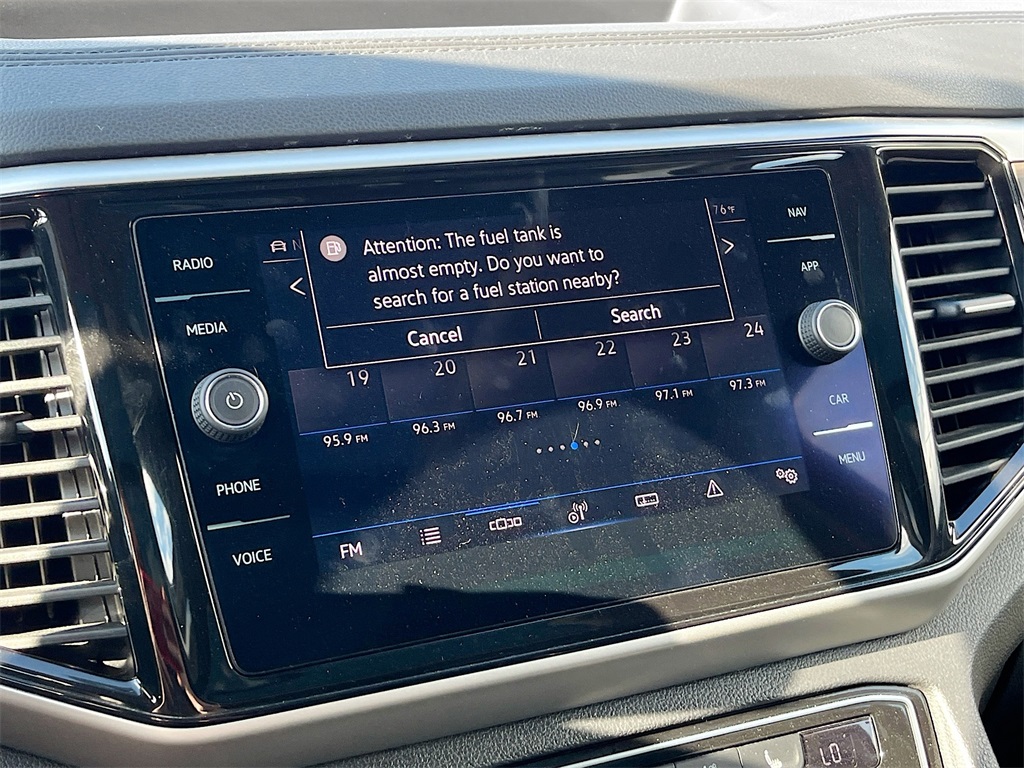 RADIO
MEDIA
PHONE
VOICE
N
76°F
Attention: The fuel tank is
almost empty. Do you want to
search for a fuel station nearby?
<
>
Cancel Search
19 20 21 22 23 24
95.9 FM 96.3 FM 96.7 FM 96.9 FM 97.1 FM 97.3 FM
FM
NAV
APP
CAR
MENU
LO